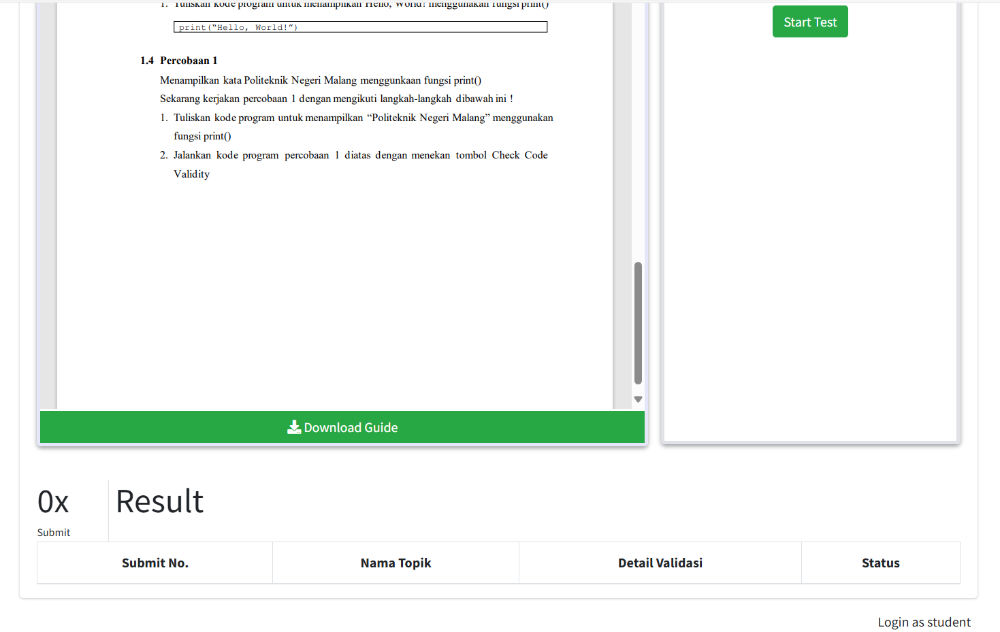 1. Tuliskan kode program untuk menampilkan Hello, World! menggunakan fungsi print()
print(“Hello, World!”)
1.4 Percobaan 1
Menampilkan kata Politeknik Negeri Malang menggunkaan fungsi print()
Sekarang kerjakan percobaan 1 dengan mengikuti langkah-langkah dibawah ini !
1. Tuliskan kode program untuk menampilkan “Politeknik Negeri Malang” menggunakan
fungsi print()
2. Jalankan kode program percobaan 1 diatas dengan menekan tombol Check Code
Validity
Download Guide
Start Test
0x
Submit
Result
Submit No. Nama Topik Detail Validasi Status
Login as student